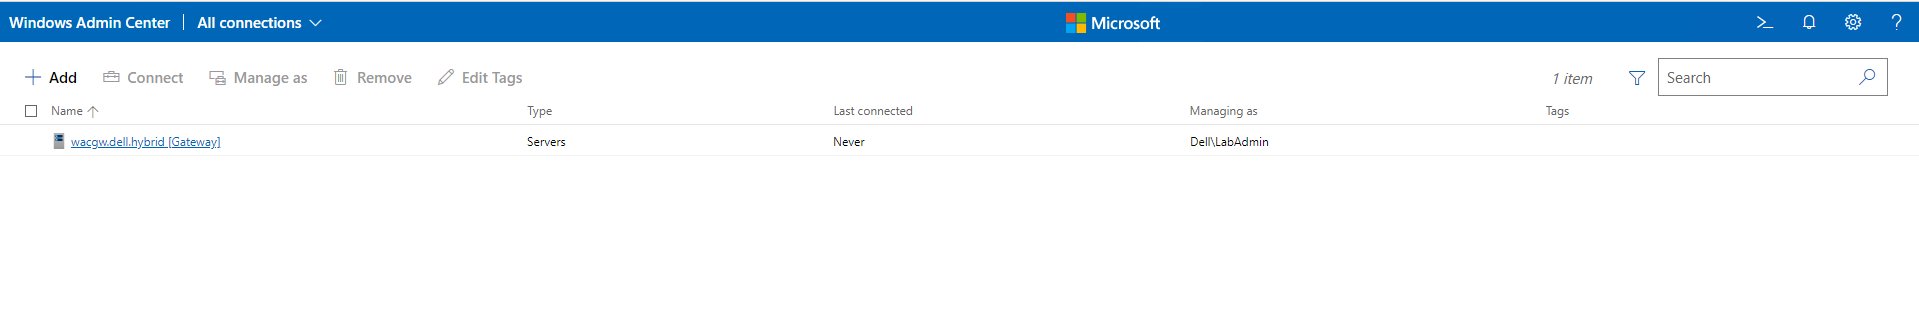 Windows Admin Center All connections Microsoft >_ ?
Add Connect Manage as Remove Edit Tags 1 item Search
Name Type Last connected Managing as Tags
wacgw.dell.hybrid [Gateway] Servers Never Dell\LabAdmin